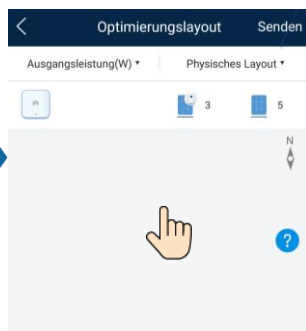 Optimierungslayout Senden
Ausgangsleistung(W) Physisches Layout
3 5
N
?